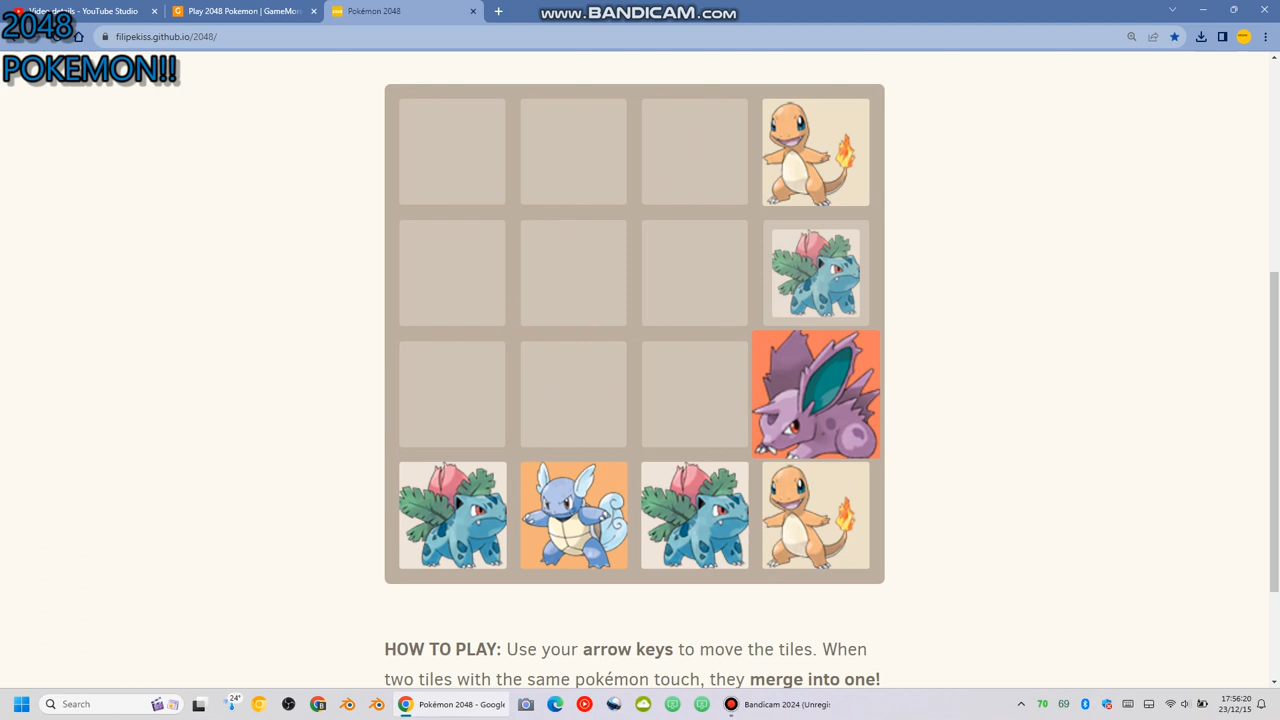 Video details - YouTube Studio
Play 2048 Pokemon | GameMon
Pokémon 2048
www.BANDICAM.com
2048
POKEMON!!
filipekiss.github.io/2048/
HOW TO PLAY: Use your arrow keys to move the tiles. When
two tiles with the same pokémon touch, they merge into one!
Search
24°
Pokémon 2048 - Google
Bandicam 2024 (Unregis
70
69
17:56:20
23/12/15